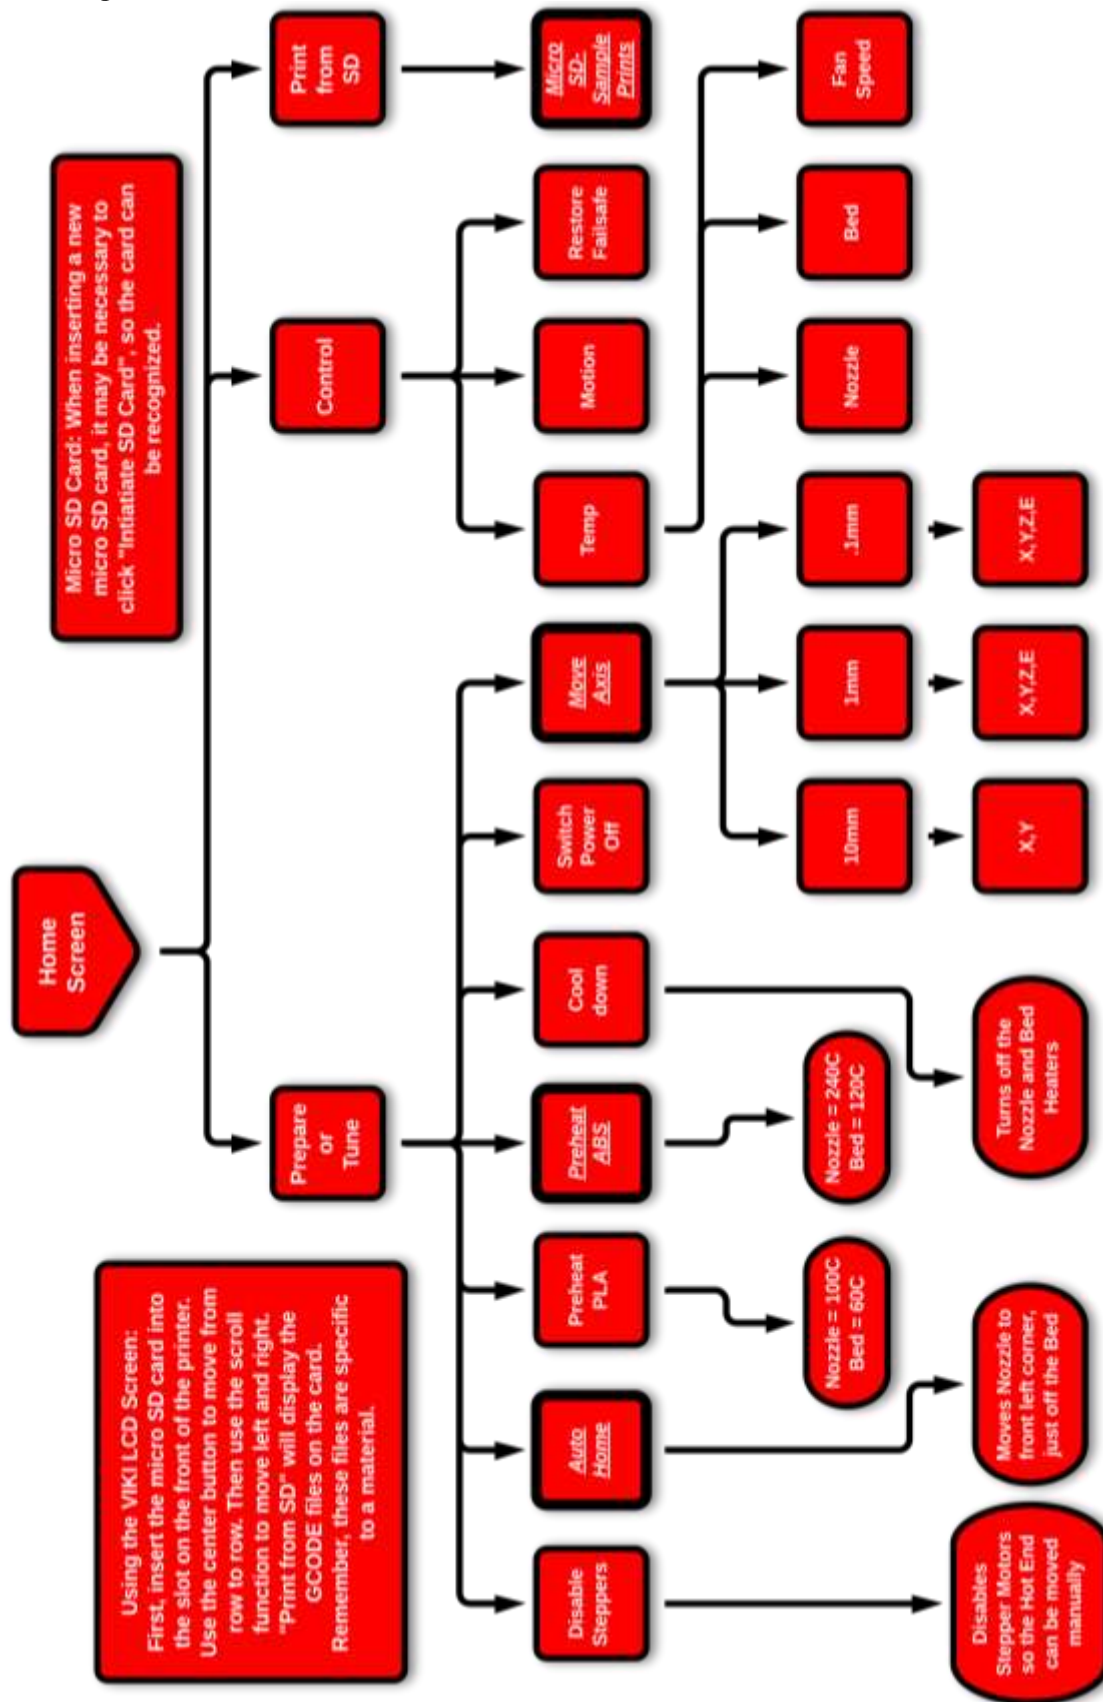 Home
Screen
Using the VIKI LCD Screen:
First, insert the micro SD card into
the slot on the front of the printer.
Use the center button to move from
row to row. Then use the scroll
function to move left and right.
"Print from SD" will display the
GCODE files on the card.
Remember, these files are specific
to a material.
Micro SD Card: When inserting a new
micro SD card, it may be necessary to
click "Intiatiate SD Card", so the card can
be recognized.
Prepare
or
Tune
Control
Print
from
SD
Disable
Steppers
Auto
Home
Preheat
PLA
Preheat
ABS
Cool
down
Switch
Power
Off
Move
Axis
Temp
Motion
Restore
Failsafe
Micro
SD-
Sample
Prints
Nozzle = 100C
Bed = 60C
Nozzle = 240C
Bed = 120C
10mm
1mm
.1mm
Nozzle
Bed
Fan
Speed
Disables
Stepper Motors
so the Hot End
can be moved
manually
Moves Nozzle to
front left corner,
just off the Bed
Turns off the
Nozzle and Bed
Heaters
X,Y
X,Y,Z,E
X,Y,Z,E